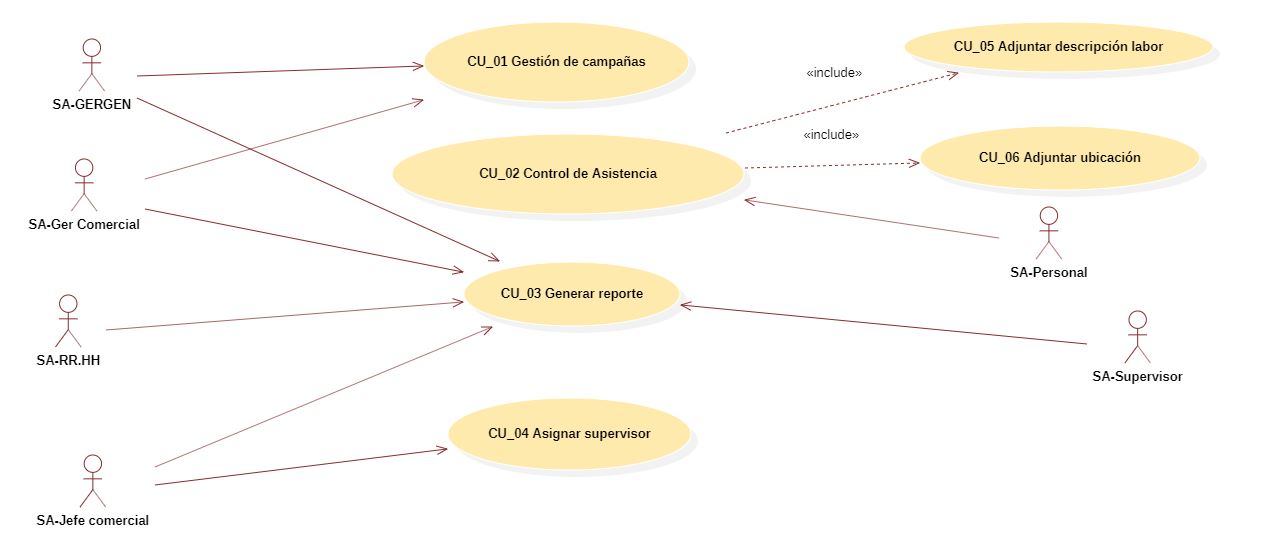 CU_05 Adjuntar descripción labor
CU_01 Gestión de campañas
«include»
SA-GERGEN
«include»
CU_06 Adjuntar ubicación
CU_02 Control de Asistencia
SA-Ger Comercial
SA-Personal
CU_03 Generar reporte
SA-RR.HH
SA-Supervisor
CU_04 Asignar supervisor
SA-Jefe comercial